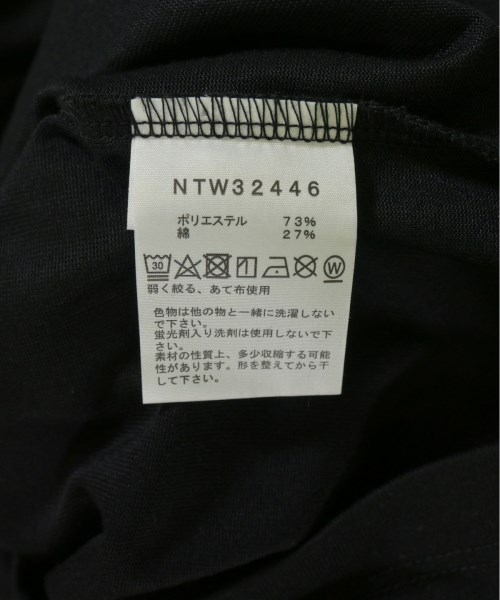 NTW32446
ポリエステル 73%
綿 27%
30
W
弱く絞る、あて布使用
色物は他の物と一緒に洗濯しない
で下さい。
蛍光剤入り洗剤は使用しないで下
さい。
素材の性質上、多少収縮する可能
性があります。形を整えてから干
して下さい。